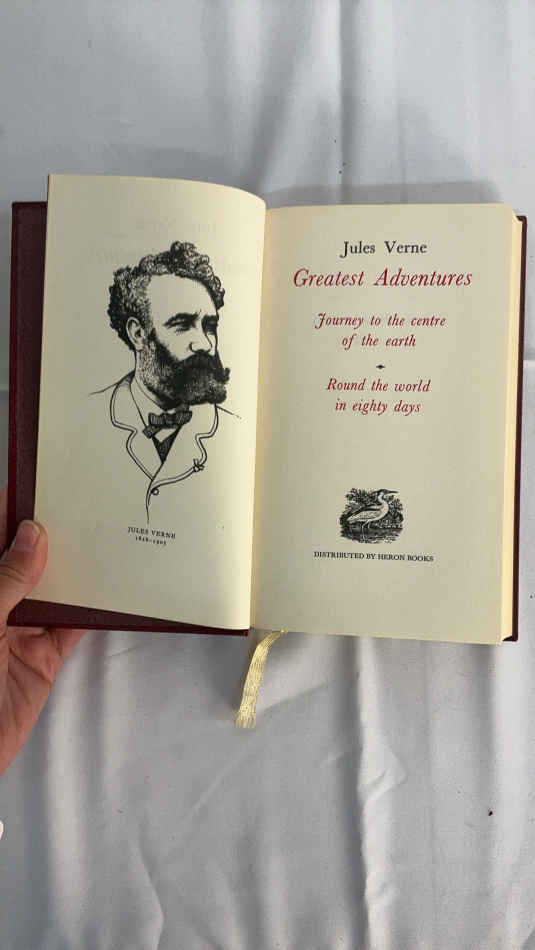 JULES VERNE
1828–1905
Jules Verne
Greatest Adventures
Journey to the centre
of the earth
Round the world
in eighty days
DISTRIBUTED BY HERON BOOKS